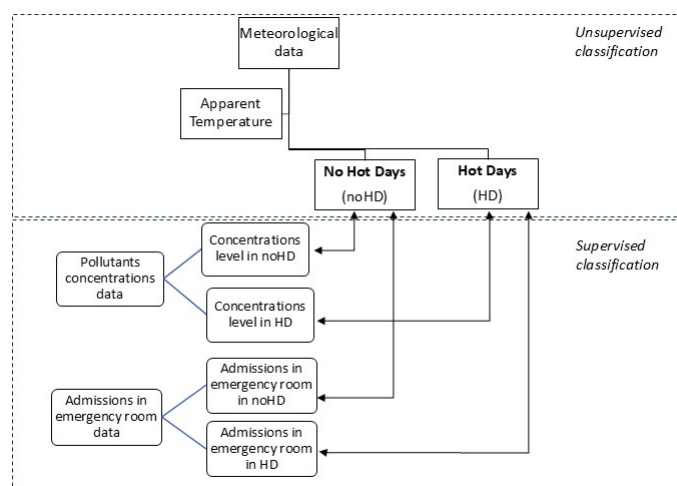 Meteorological
data
Unsupervised
classification
Apparent
Temperature
No Hot Days
(noHD)
Hot Days
(HD)
Supervised
classification
Pollutants
concentrations
data
Concentrations
level in noHD
Concentrations
level in HD
Admissions in
emergency room
data
Admissions in
emergency room
in noHD
Admissions in
emergency room
in HD